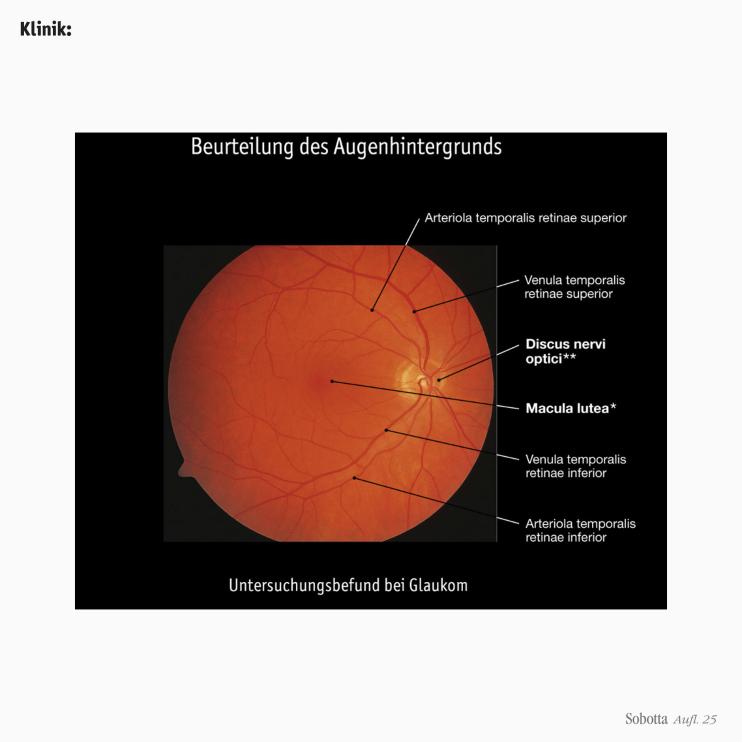 Klinik:
Beurteilung des Augenhintergrunds
Arteriola temporalis retinae superior
Venula temporalis
retinae superior
Discus nervi
optici**
Macula lutea*
Venula temporalis
retinae inferior
Arteriola temporalis
retinae inferior
Untersuchungsbefund bei Glaukom
Sobotta Aufl. 25